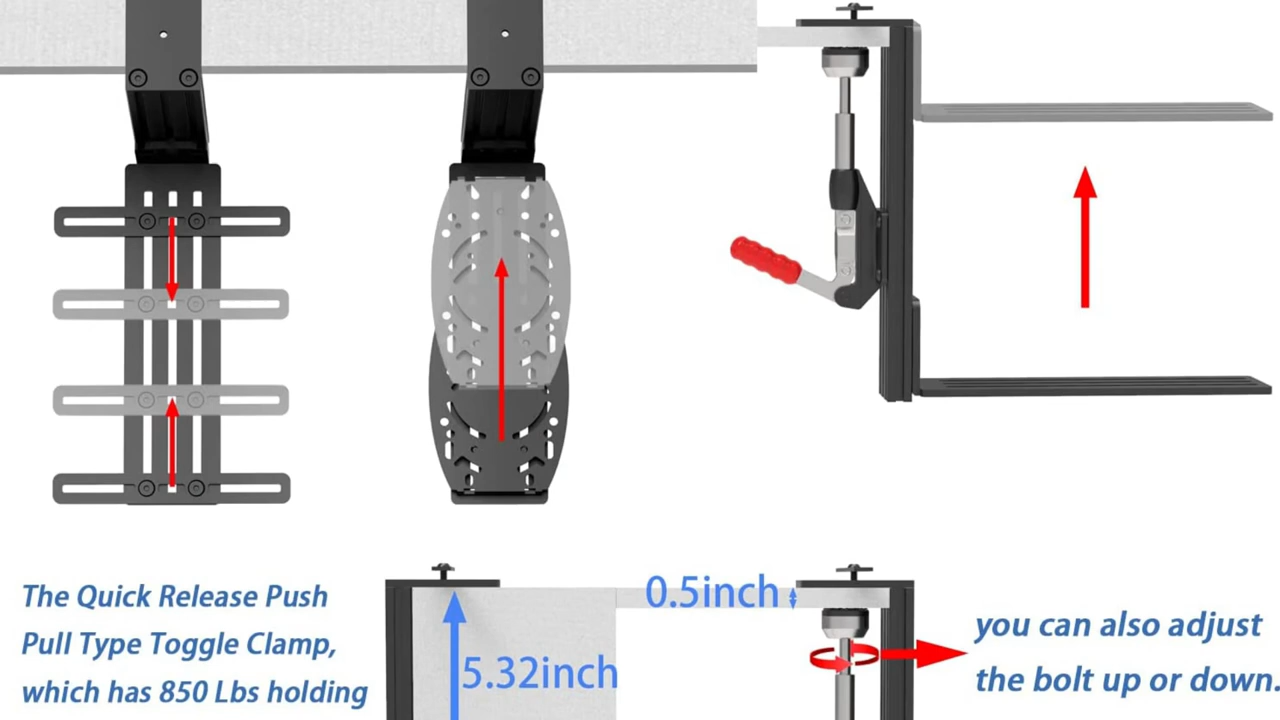 The Quick Release Push
Pull Type Toggle Clamp,
which has 850 Lbs holding
5.32inch
0.5inch
you can also adjust
the bolt up or down.